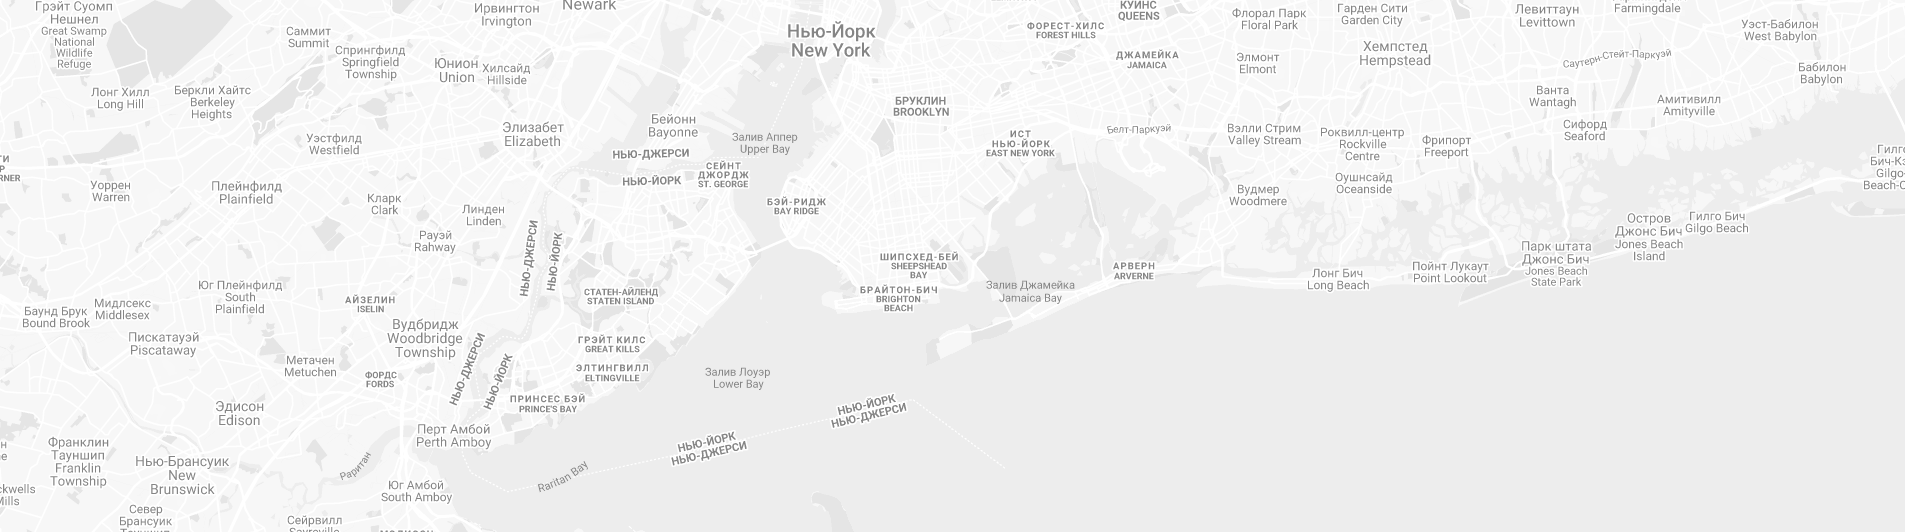 ГРЭЙТ СУОМП
Нешнел
Great Swamp
National
Wildlife
Refuge
Ирвингтон
Irvington
Newark
Нью-Йорк
New York
КУИНС
QUEENS
ФОРЕСТ-ХИЛС
FOREST HILLS
Флорал Парк
Floral Park
Гарден Сити
Garden City
Левиттаун
Levittown
Farmingdale
Уэст-Бабилон
West Babylon
Саммит
Summit
Спрингфилд
Springfield
Township
Юнион
Union
Хилсайд
Hillside
ДЖАМЕЙКА
JAMAICA
Элмонт
Elmont
Хемпстед
Hempstead
Саутерн-Стейт-Паркуэй
Бабилон
Babylon
Лонг Хилл
Long Hill
Беркли Хайтс
Berkeley
Heights
БРУКЛИН
BROOKLYN
Ванта
Wantagh
Амитивилл
Amityville
Уэстфилд
Westfield
Элизабет
Elizabeth
Бейонн
Bayonne
Залив Аппер
Upper Bay
ИСТ
НЬЮ-ЙОРК
EAST NEW YORK
Белт-Паркуэй
Вэлли Стрим
Valley Stream
Роквилл-центр
Rockville
Centre
Фрипорт
Freeport
Сифорд
Seaford
НЬЮ-ДЖЕРСИ
НЬЮ-ЙОРК
СЕЙНТ
ДЖОРДЖ
ST. GEORGE
Уоррен
Warren
Плейнфилд
Plainfield
Кларк
Clark
Линден
Linden
БЭЙ-РИДЖ
BAY RIDGE
Вудмер
Woodmere
Оушнсайд
Oceanside
Рауэй
Rahway
НЬЮ-ДЖЕРСИ
НЬЮ-ЙОРК
Остров
Джонс Бич
Jones Beach
Island
Гилго Бич
Gilgo Beach
ШИПСХЕД-БЕЙ
SHEEPSHEAD
BAY
АРВЕРН
ARVERNE
Лонг Бич
Long Beach
Пойнт Лукаут
Point Lookout
Парк штата
Джонс Бич
Jones Beach
State Park
Юг Плейнфилд
South
Plainfield
АЙЗЕЛИН
ISELIN
СТАТЕН-АЙЛЕНД
STATEN ISLAND
БРАЙТОН-БИЧ
BRIGHTON
BEACH
Залив Джамейка
Jamaica Bay
Баунд Брук
Bound Brook
Мидлсекс
Middlesex
Вудбридж
Woodbridge
Township
Пискатауэй
Piscataway
Метачен
Metuchen
ФОРДС
FORDS
НЬЮ-ДЖЕРСИ
НЬЮ-ЙОРК
ГРЭЙТ КИЛС
GREAT KILLS
ЭЛТИНГВИЛЛ
ELTINGVILLE
ПРИНСЕС БЭЙ
PRINCE'S BAY
Залив Лоуэр
Lower Bay
НЬЮ-ЙОРК
НЬЮ-ДЖЕРСИ
Эдисон
Edison
Перт Амбой
Perth Amboy
НЬЮ-ЙОРК
НЬЮ-ДЖЕРСИ
Франклин
Тауншип
Franklin
Township
Нью-Брансуик
New
Brunswick
Раритан
Raritan Bay
Юг Амбой
South Amboy
Север
Брансуик
Сейрвилл